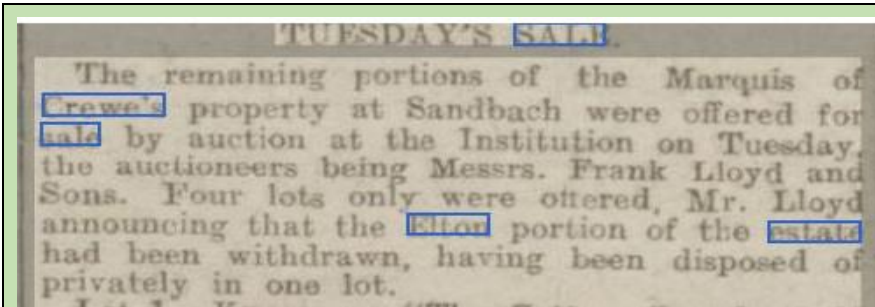 TUESDAY'S SALE.
The remaining portions of the Marquis of
Crewe's property at Sandbach were offered for
sale by auction at the Institution on Tuesday,
the auctioneers being Messrs. Frank Lloyd and
Sons. Four lots only were offered, Mr. Lloyd
announcing that the Elton portion of the estate
had been withdrawn, having been disposed of
privately in one lot.